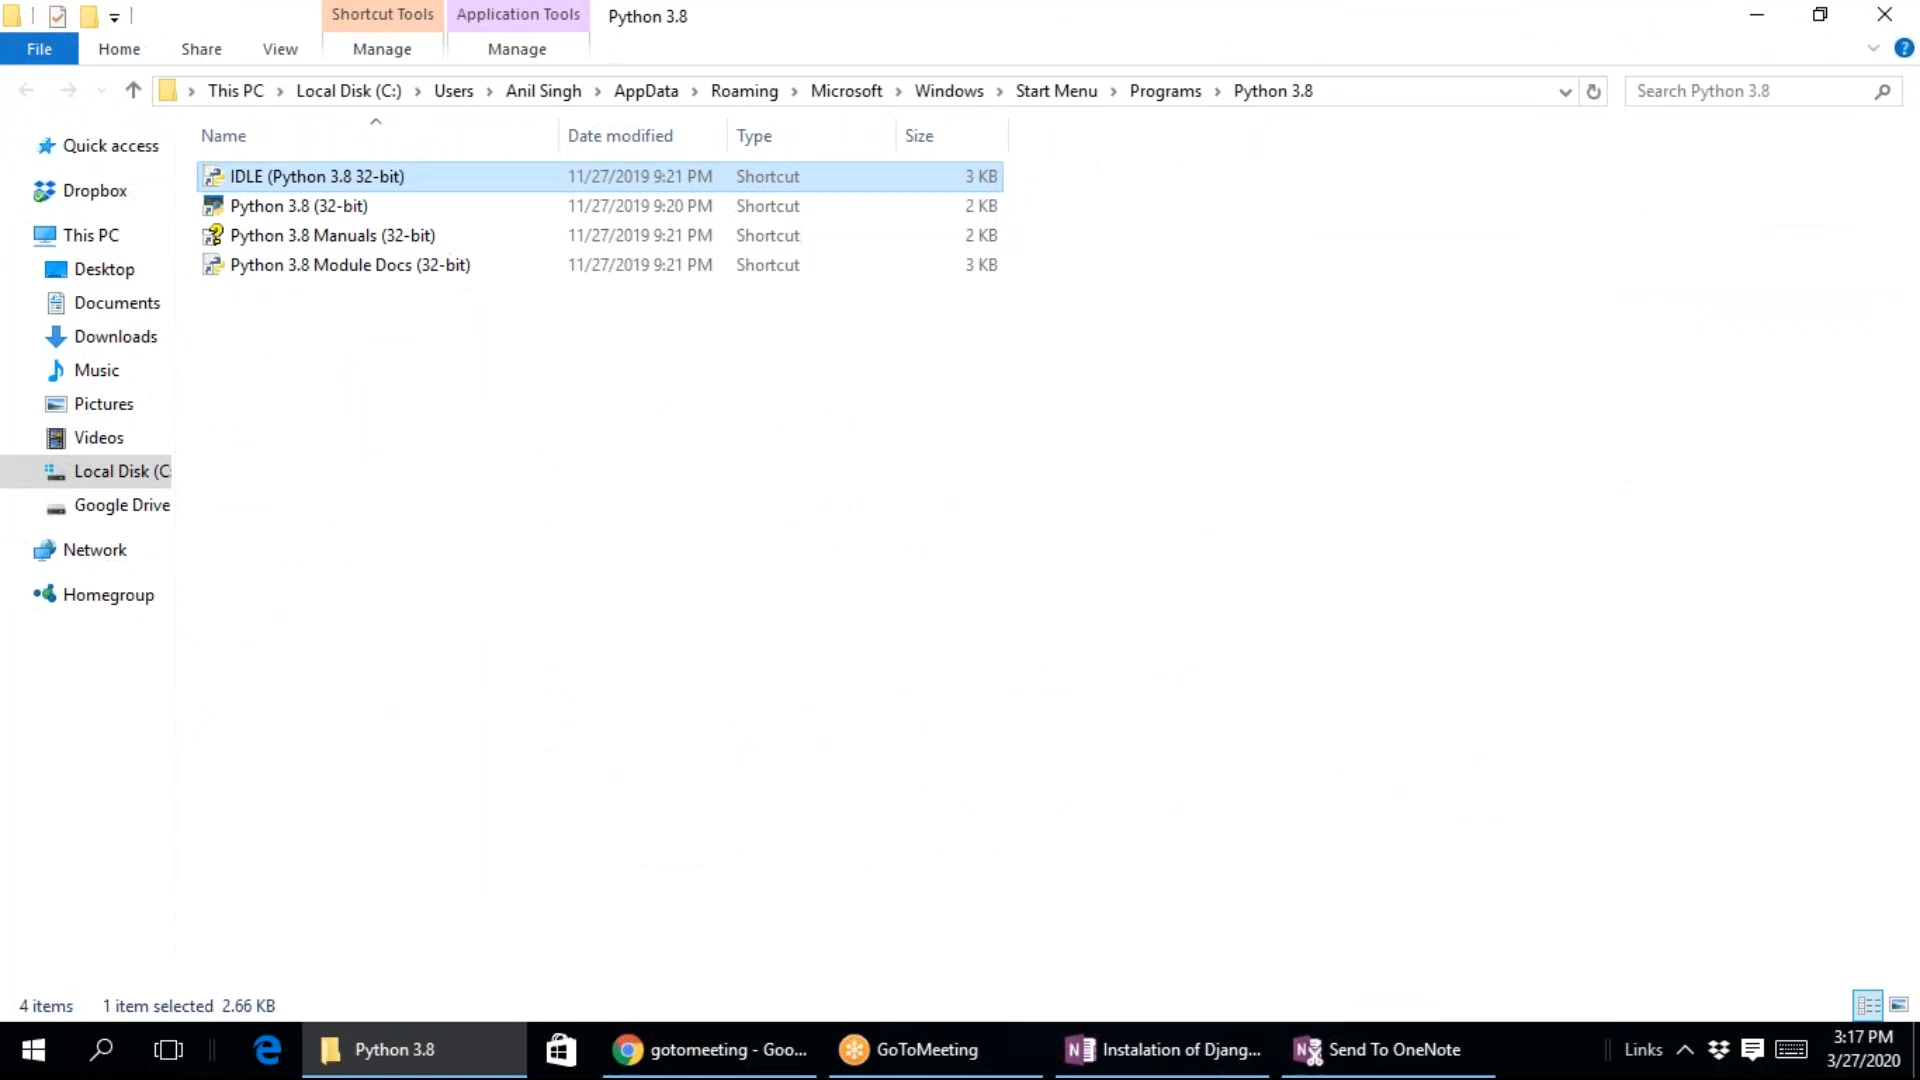 Shortcut Tools Application Tools Python 3.8
File Home Share View Manage Manage
This PC Local Disk (C:) Users Anil Singh AppData Roaming Microsoft Windows Start Menu Programs Python 3.8 Search Python 3.8
Name Date modified Type Size
IDLE (Python 3.8 32-bit) 11/27/2019 9:21 PM Shortcut 3 KB
Python 3.8 (32-bit) 11/27/2019 9:20 PM Shortcut 2 KB
Python 3.8 Manuals (32-bit) 11/27/2019 9:21 PM Shortcut 2 KB
Python 3.8 Module Docs (32-bit) 11/27/2019 9:21 PM Shortcut 3 KB
Quick access
Dropbox
This PC
Desktop
Documents
Downloads
Music
Pictures
Videos
Local Disk (C:
Google Drive
Network
Homegroup
4 items 1 item selected 2.66 KB
Python 3.8 gotomeeting - Goo... GoToMeeting Instalation of Djang... Send To OneNote Links 3:17 PM
3/27/2020